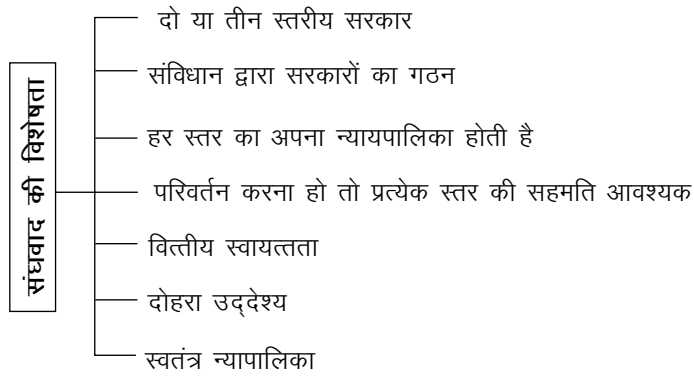 संघवाद की विशेषता
दो या तीन स्तरीय सरकार
संविधान द्वारा सरकारों का गठन
हर स्तर का अपना न्यायपालिका होती है
परिवर्तन करना हो तो प्रत्येक स्तर की सहमति आवश्यक
वित्तीय स्वायत्तता
दोहरा उद्देश्य
स्वतंत्र न्यापालिका